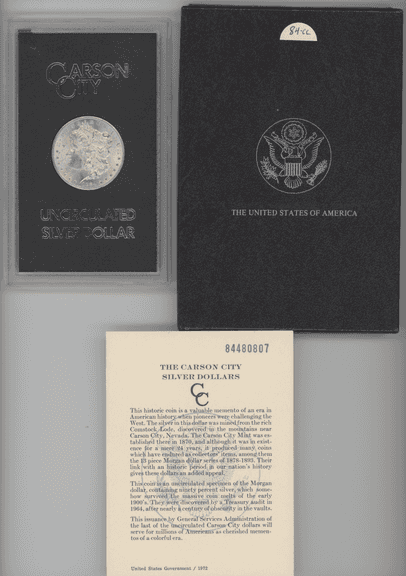 CARSON
CITY
UNCIRCULATED
SILVER DOLLAR
84-CC
THE UNITED STATES OF AMERICA
84480807
THE CARSON CITY
SILVER DOLLARS
CC
This historic coin is a valuable memento of an era in
American history when pioneers were challenging the
West. The silver in this dollar was mined from the rich
Comstock Lode, discovered in the mountains near
Carson City, Nevada. The Carson City Mint was es-
tablished there in 1870, and although it was in exist-
ence for a mere 24 years, it produced many coins
which have endured as collectors' items, among them
the 13 piece Morgan dollar series of 1878-1893. Their
link with an historic period in our nation's history
gives these dollars an added appeal.
This coin is an uncirculated specimen of the Morgan
dollar, containing ninety percent silver, which some-
how survived the massive coin melts of the early
1900's. They were discovered by a Treasury audit in
1964, after nearly a century of obscurity in the vaults.
This issuance by General Services Administration of
the last of the uncirculated Carson City dollars will
serve for millions of Americans as cherished memen-
tos of a colorful era.
United States Government / 1972